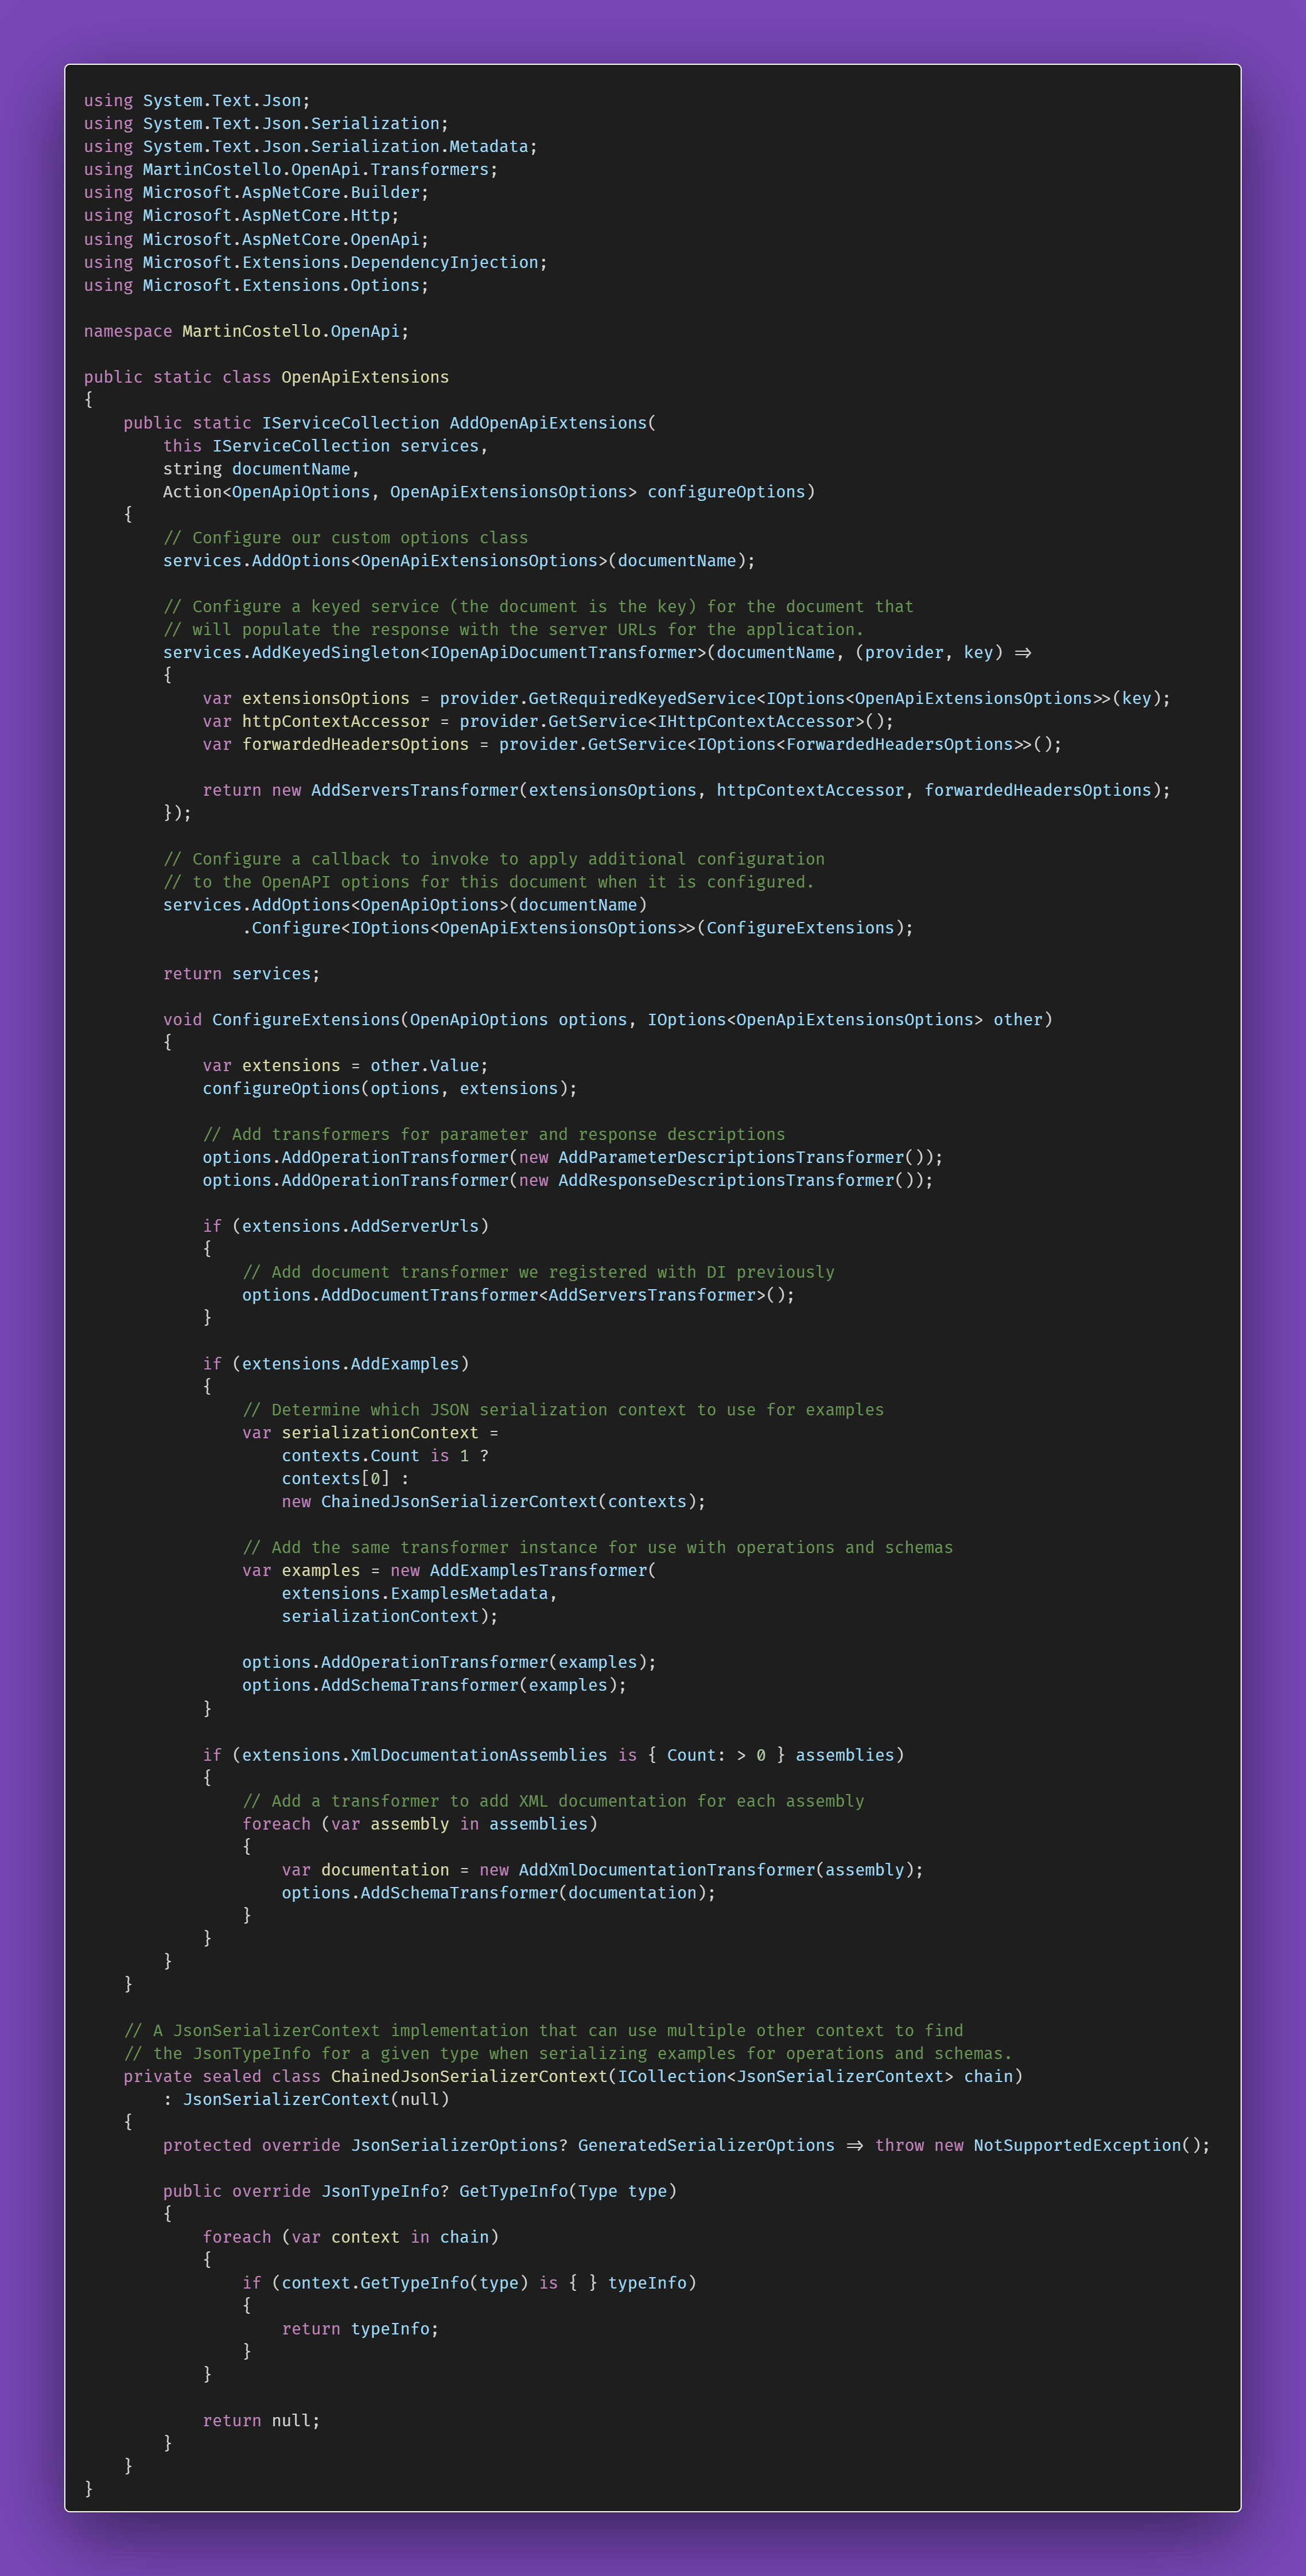 using System.Text.Json;
using System.Text.Json.Serialization;
using System.Text.Json.Serialization.Metadata;
using MartinCostello.OpenApi.Transformers;
using Microsoft.AspNetCore.Builder;
using Microsoft.AspNetCore.Http;
using Microsoft.AspNetCore.OpenApi;
using Microsoft.Extensions.DependencyInjection;
using Microsoft.Extensions.Options;

namespace MartinCostello.OpenApi;

public static class OpenApiExtensions
{
    public static IServiceCollection AddOpenApiExtensions(
        this IServiceCollection services,
        string documentName,
        Action<OpenApiOptions, OpenApiExtensionsOptions> configureOptions)
    {
        // Configure our custom options class
        services.AddOptions<OpenApiExtensionsOptions>(documentName);

        // Configure a keyed service (the document is the key) for the document that
        // will populate the response with the server URLs for the application.
        services.AddKeyedSingleton<IOpenApiDocumentTransformer>(documentName, (provider, key) =>
        {
            var extensionsOptions = provider.GetRequiredKeyedService<IOptions<OpenApiExtensionsOptions>>(key);
            var httpContextAccessor = provider.GetService<IHttpContextAccessor>();
            var forwardedHeadersOptions = provider.GetService<IOptions<ForwardedHeadersOptions>>();

            return new AddServersTransformer(extensionsOptions, httpContextAccessor, forwardedHeadersOptions);
        });

        // Configure a callback to invoke to apply additional configuration
        // to the OpenAPI options for this document when it is configured.
        services.AddOptions<OpenApiOptions>(documentName)
                .Configure<IOptions<OpenApiExtensionsOptions>>(ConfigureExtensions);

        return services;

        void ConfigureExtensions(OpenApiOptions options, IOptions<OpenApiExtensionsOptions> other)
        {
            var extensions = other.Value;
            configureOptions(options, extensions);

            // Add transformers for parameter and response descriptions
            options.AddOperationTransformer(new AddParameterDescriptionsTransformer());
            options.AddOperationTransformer(new AddResponseDescriptionsTransformer());

            if (extensions.AddServerUrls)
            {
                // Add document transformer we registered with DI previously
                options.AddDocumentTransformer<AddServersTransformer>();
            }

            if (extensions.AddExamples)
            {
                // Determine which JSON serialization context to use for examples
                var serializationContext =
                    contexts.Count is 1 ?
                    contexts[0] :
                    new ChainedJsonSerializerContext(contexts);

                // Add the same transformer instance for use with operations and schemas
                var examples = new AddExamplesTransformer(
                    extensions.ExamplesMetadata,
                    serializationContext);

                options.AddOperationTransformer(examples);
                options.AddSchemaTransformer(examples);
            }

            if (extensions.XmlDocumentationAssemblies is { Count: > 0 } assemblies)
            {
                // Add a transformer to add XML documentation for each assembly
                foreach (var assembly in assemblies)
                {
                    var documentation = new AddXmlDocumentationTransformer(assembly);
                    options.AddSchemaTransformer(documentation);
                }
            }
        }
    }

    // A JsonSerializerContext implementation that can use multiple other context to find
    // the JsonTypeInfo for a given type when serializing examples for operations and schemas.
    private sealed class ChainedJsonSerializerContext(ICollection<JsonSerializerContext> chain)
        : JsonSerializerContext(null)
    {
        protected override JsonSerializerOptions? GeneratedSerializerOptions => throw new NotSupportedException();

        public override JsonTypeInfo? GetTypeInfo(Type type)
        {
            foreach (var context in chain)
            {
                if (context.GetTypeInfo(type) is { } typeInfo)
                {
                    return typeInfo;
                }
            }

            return null;
        }
    }
}